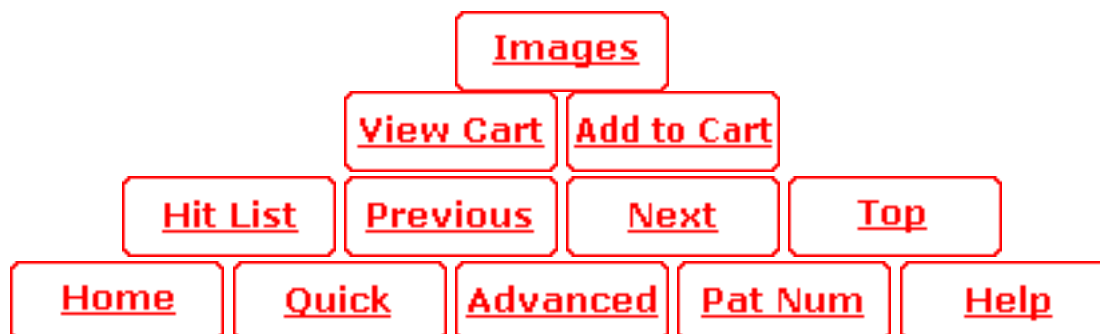 Images
View Cart Add to Cart
Hit List Previous Next Top
Home Quick Advanced Pat Num Help